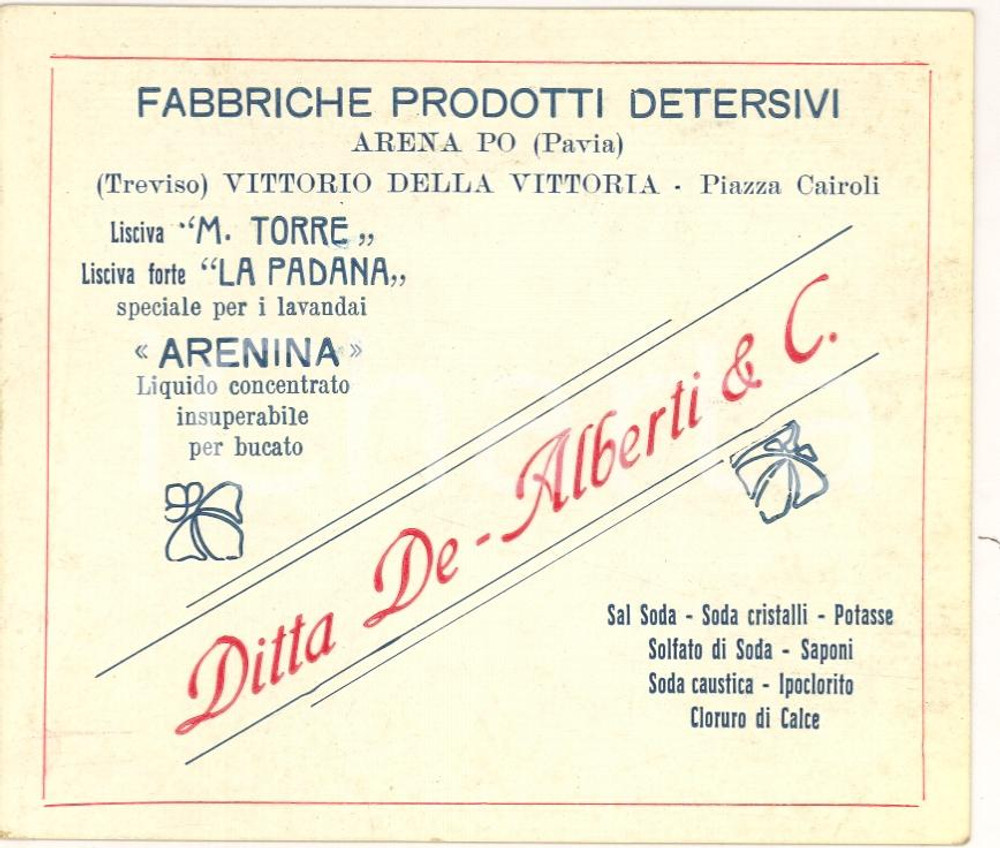 FABBRICHE PRODOTTI DETERSIVI
ARENA PO (Pavia)
(Treviso) VITTORIO DELLA VITTORIA - Piazza Cairoli
Lisciva “M. TORRE„
Lisciva forte “LA PADANA„
speciale per i lavandai
« ARENINA »
Liquido concentrato
insuperabile
per bucato
Ditta De-Alberti & C.
Sal Soda - Soda cristalli - Potasse
Solfato di Soda - Saponi
Soda caustica - Ipoclorito
Cloruro di Calce